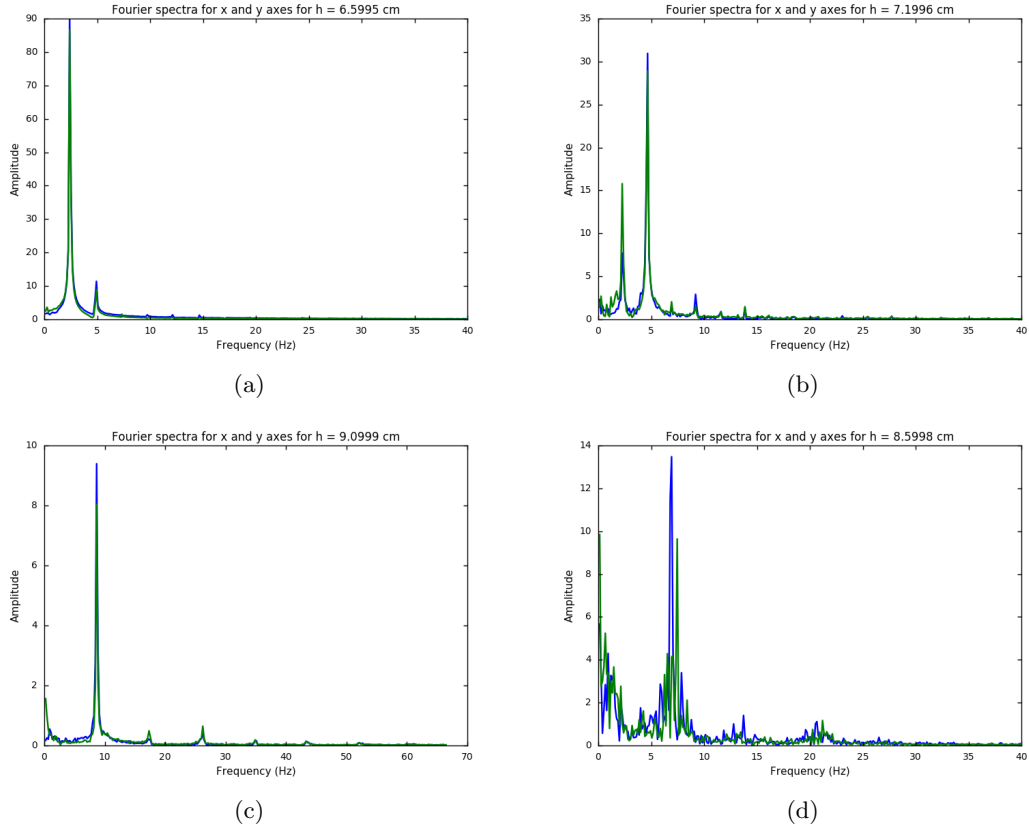 Fourier spectra for x and y axes for h = 6.5995 cm
90
80
70
60
50
40
30
20
10
0
Amplitude
0 5 10 15 20 25 30 35 40
Frequency (Hz)
(a)
Fourier spectra for x and y axes for h = 7.1996 cm
35
30
25
20
15
10
5
0
Amplitude
0 5 10 15 20 25 30 35 40
Frequency (Hz)
(b)
Fourier spectra for x and y axes for h = 9.0999 cm
10
8
6
4
2
0
Amplitude
0 10 20 30 40 50 60 70
Frequency (Hz)
(c)
Fourier spectra for x and y axes for h = 8.5998 cm
14
12
10
8
6
4
2
0
Amplitude
0 5 10 15 20 25 30 35 40
Frequency (Hz)
(d)